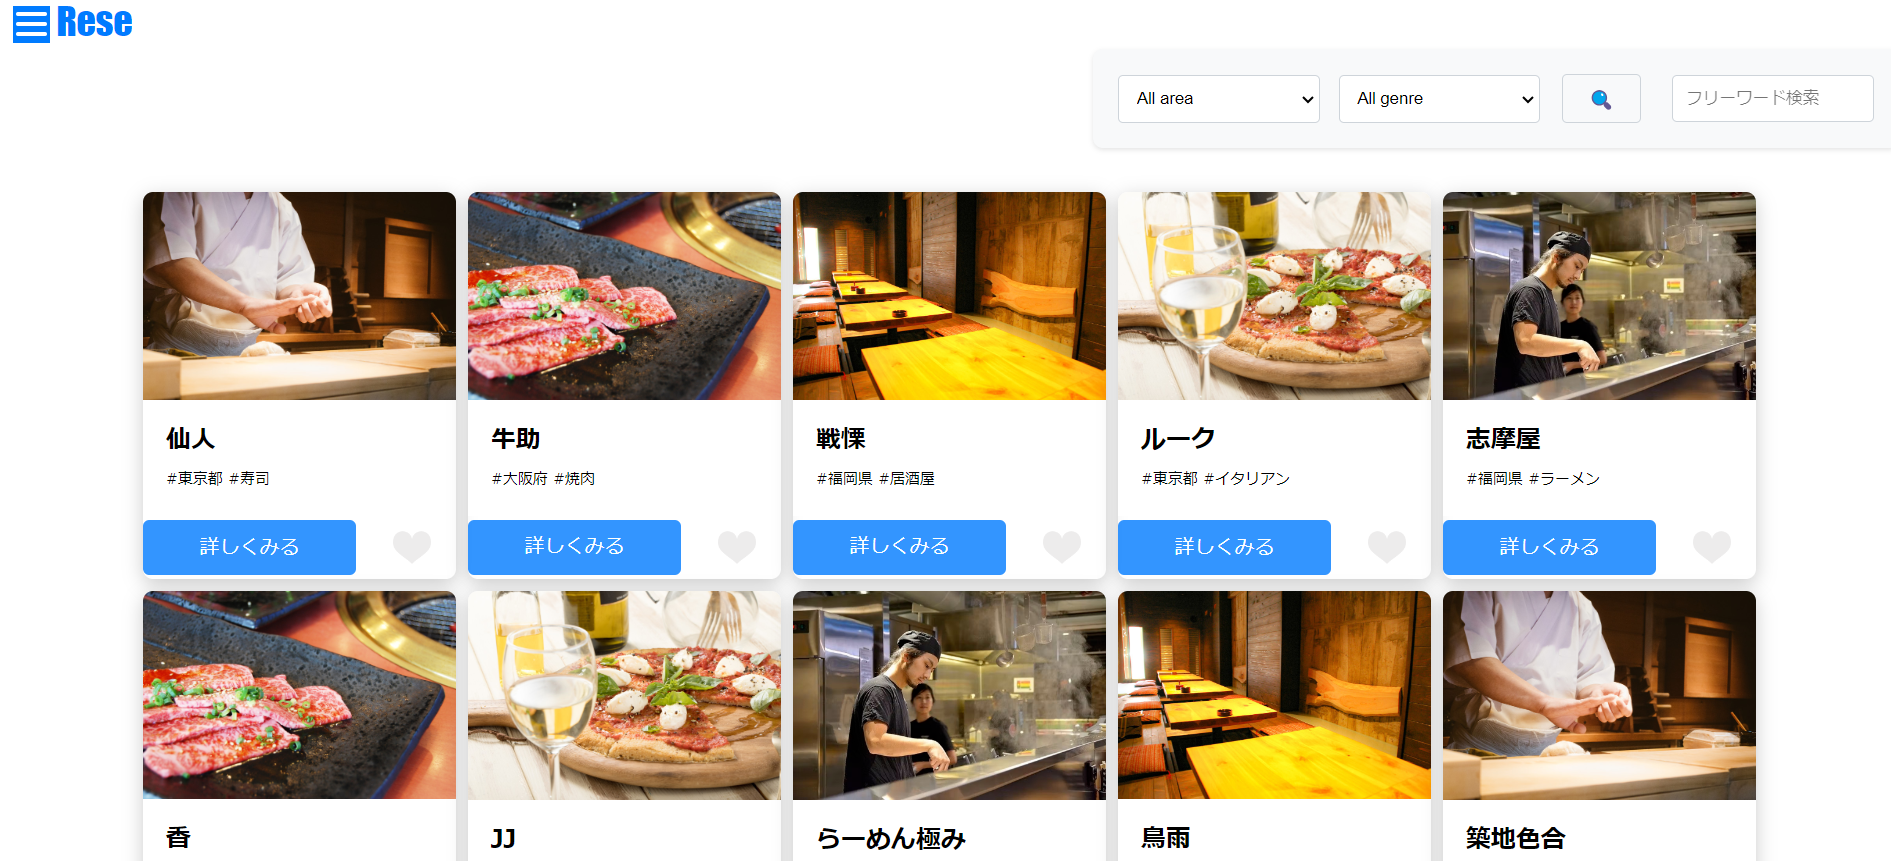 Rese
All area
All genre
フリーワード検索
仙人
#東京都 #寿司
詳しくみる
牛助
#大阪府 #焼肉
詳しくみる
戦慄
#福岡県 #居酒屋
詳しくみる
ルーク
#東京都 #イタリアン
詳しくみる
志摩屋
#福岡県 #ラーメン
詳しくみる
香
JJ
らーめん極み
鳥雨
築地色合